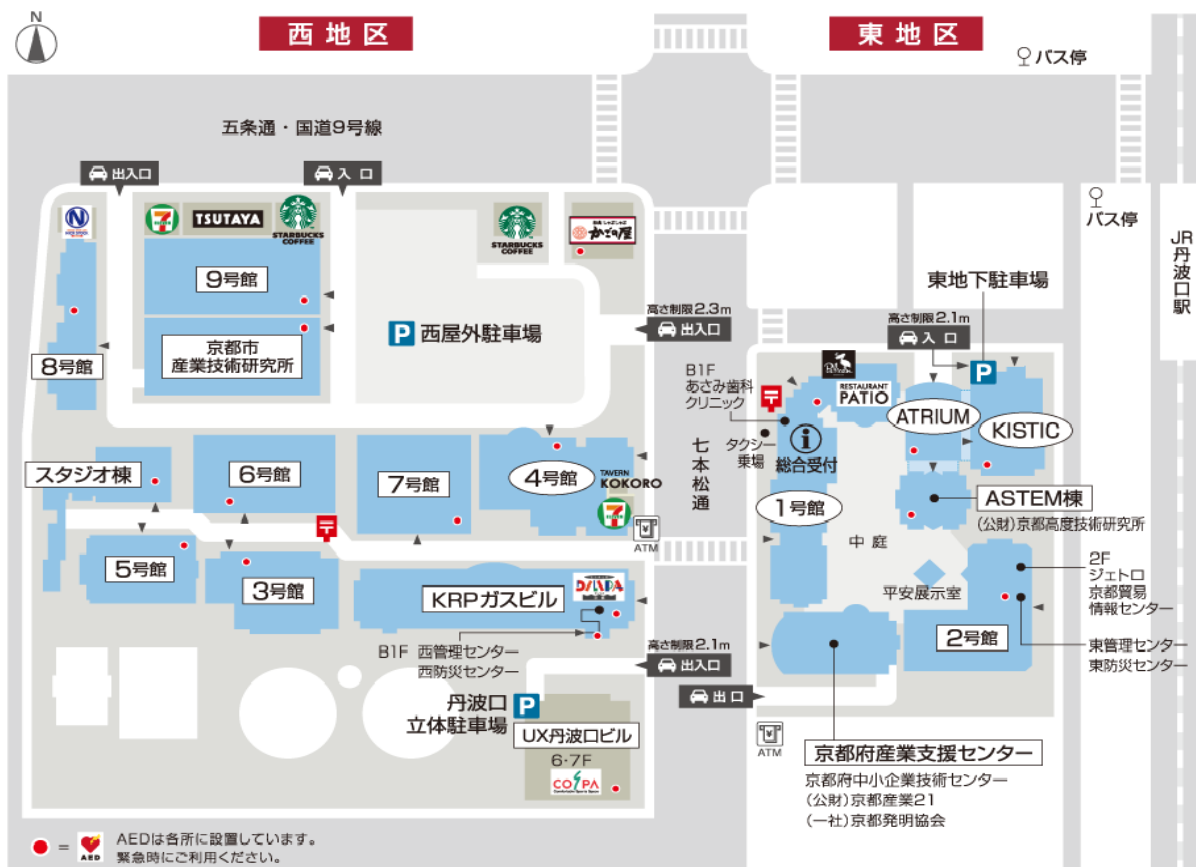 N
西地区
東地区
バス停
五条通・国道9号線
出入口
入口
バス停
JR丹波口駅
TSUTAYA
STARBUCKS
COFFEE
STARBUCKS
COFFEE
かごの屋
9号館
京都市
産業技術研究所
8号館
P 西屋外駐車場
高さ制限2.3m
出入口
東地下駐車場
高さ制限2.1m
入口
P
B1F
あさみ歯科
クリニック
RESTAURANT
PATIO
ATRIUM
KISTIC
タクシー
乗場
総合受付
七本松通
1号館
ASTEM棟
(公財)京都高度技術研究所
中庭
スタジオ棟
6号館
7号館
4号館
TAVERN
KOKORO
ATM
5号館
3号館
KRPガスビル
B1F 西管理センター
西防災センター
平安展示室
2号館
2F
ジェトロ
京都貿易
情報センター
東管理センター
東防災センター
高さ制限2.1m
出入口
出口
丹波口
立体駐車場
P
UX丹波口ビル
6・7F
COSPA
ATM
京都府産業支援センター
京都府中小企業技術センター
(公財)京都産業21
(一社)京都発明協会
=
AED
AEDは各所に設置しています。
緊急時にご利用ください。